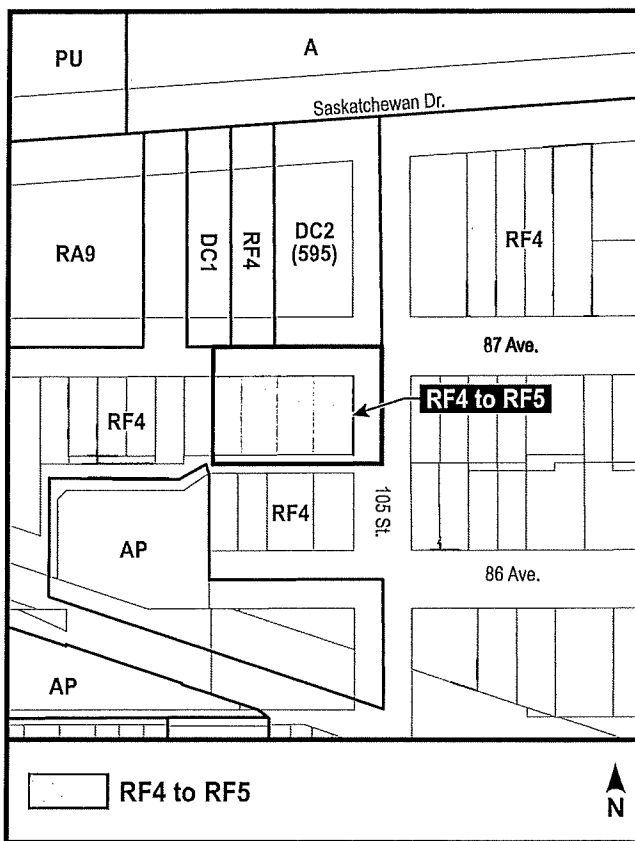 PU
A
Saskatchewan Dr.
RA9
DC1
RF4
DC2
(595)
RF4
87 Ave.
RF4
RF4 to RF5
RF4
105 St.
AP
86 Ave.
AP
RF4 to RF5
N